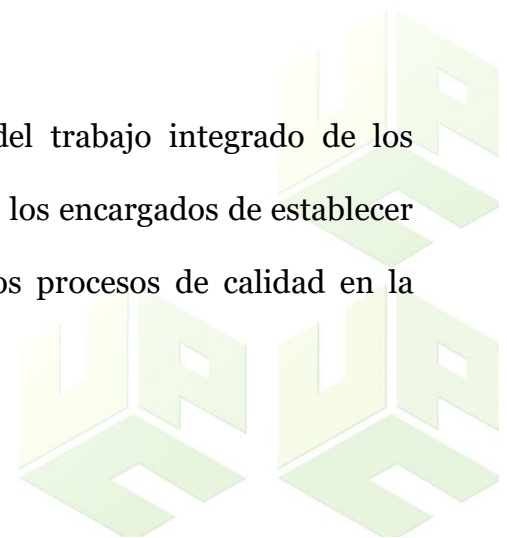 del trabajo integrado de los
los encargados de establecer
os procesos de calidad en la